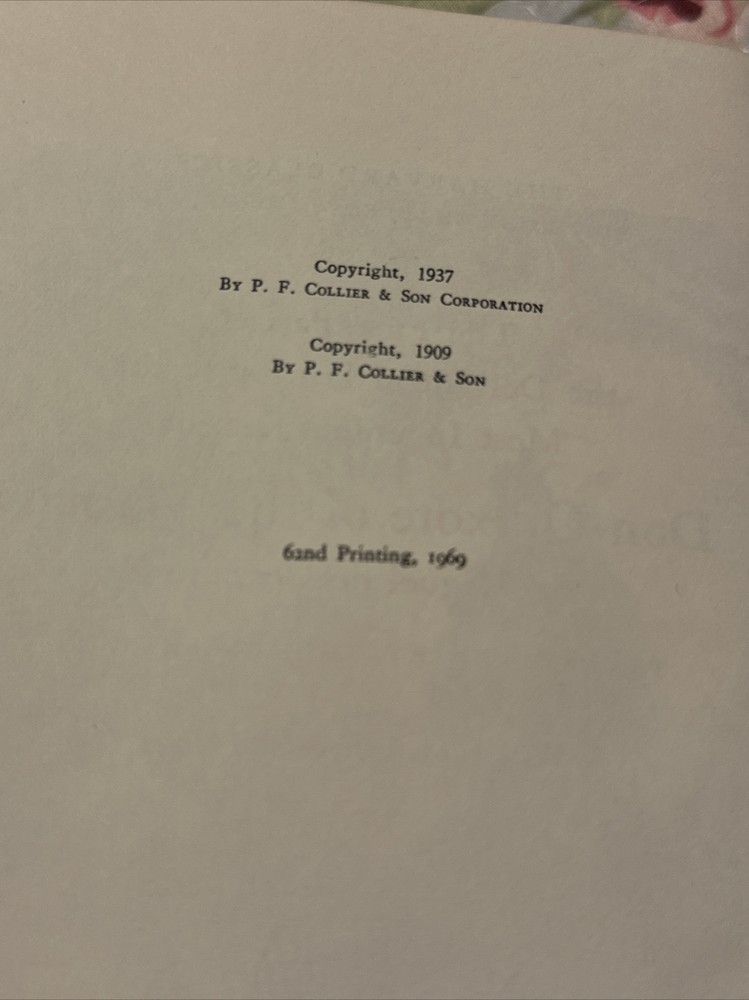 Copyright, 1937
By P. F. Collier & Son Corporation
Copyright, 1909
By P. F. Collier & Son
62nd Printing, 1969